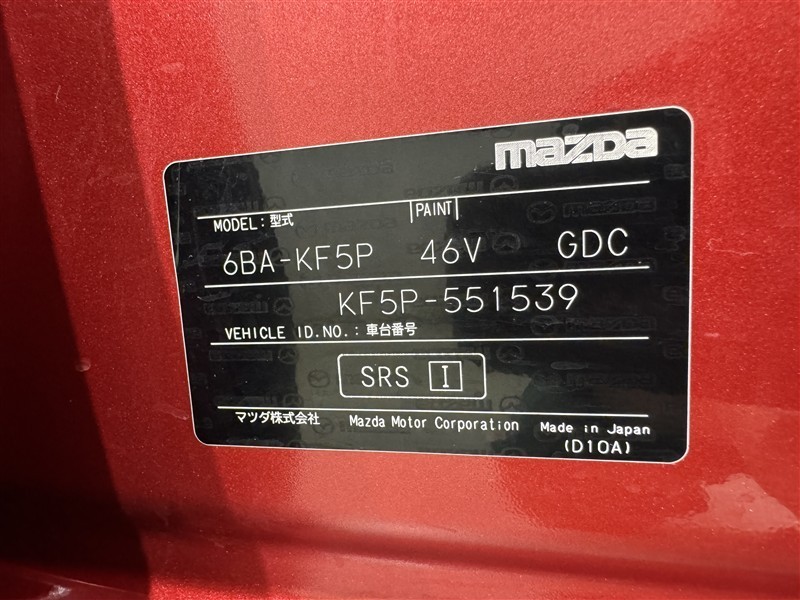 mazda
MODEL：型式 |PAINT|
6BA-KF5P 46V GDC
KF5P-551539
VEHICLE ID.NO.：車台番号
SRS I
マツダ株式会社 Mazda Motor Corporation Made in Japan
(D10A)